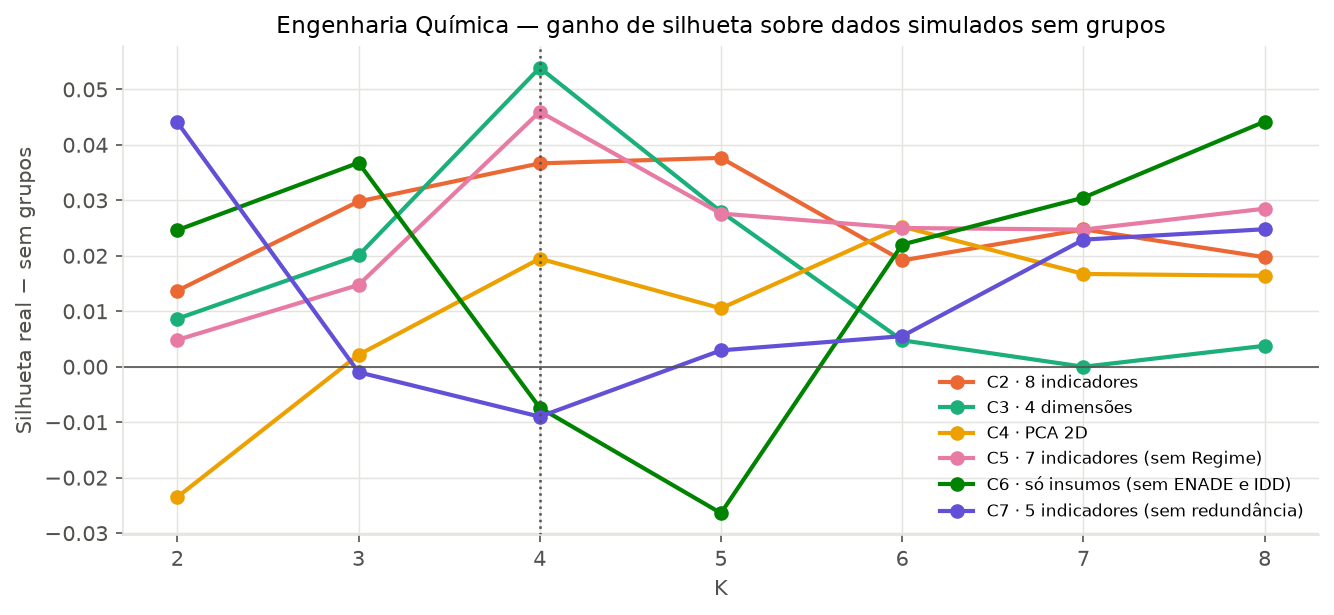 Engenharia Química — ganho de silhueta sobre dados simulados sem grupos
Silhueta real − sem grupos
0.05
0.04
0.03
0.02
0.01
0.00
−0.01
−0.02
−0.03
C2 · 8 indicadores
C3 · 4 dimensões
C4 · PCA 2D
C5 · 7 indicadores (sem Regime)
C6 · só insumos (sem ENADE e IDD)
C7 · 5 indicadores (sem redundância)
2 3 4 5 6 7 8
K